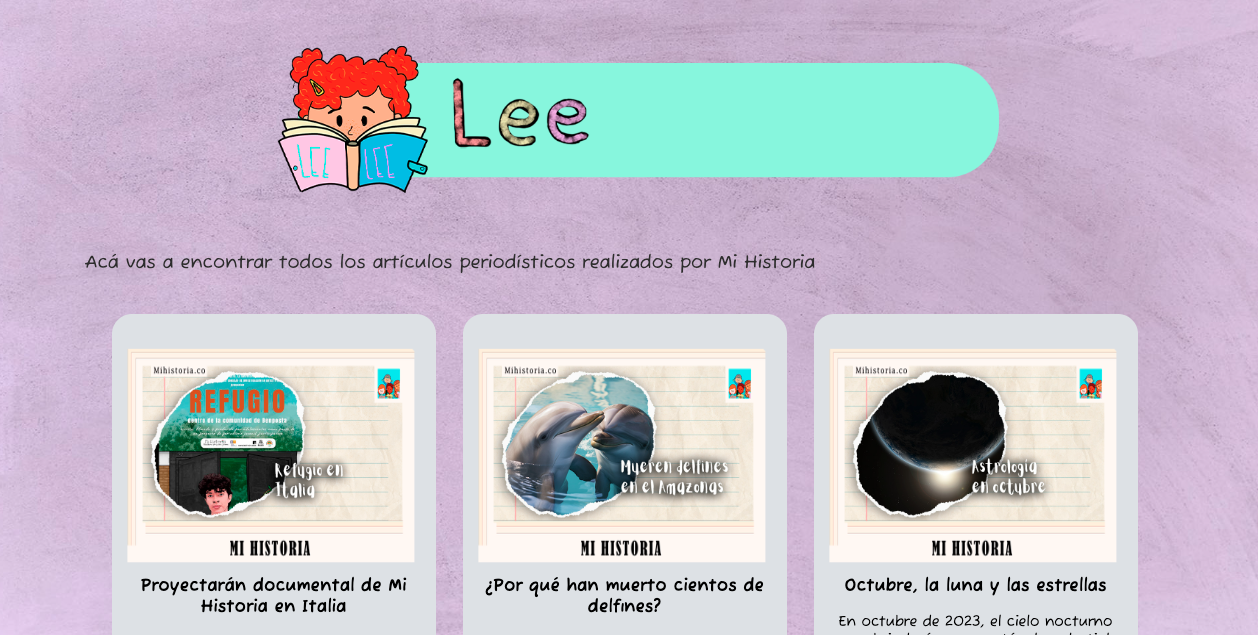 Lee
LEE LEE
Acá vas a encontrar todos los artículos periodísticos realizados por Mi Historia
Mihistoria.co
REFUGIO
Refugio en
Italia
MI HISTORIA
Proyectarán documental de Mi
Historia en Italia
Mihistoria.co
Mueren delfines
en el Amazonas
MI HISTORIA
¿Por qué han muerto cientos de
delfines?
Mihistoria.co
Astrología
en octubre
MI HISTORIA
Octubre, la luna y las estrellas
En octubre de 2023, el cielo nocturno